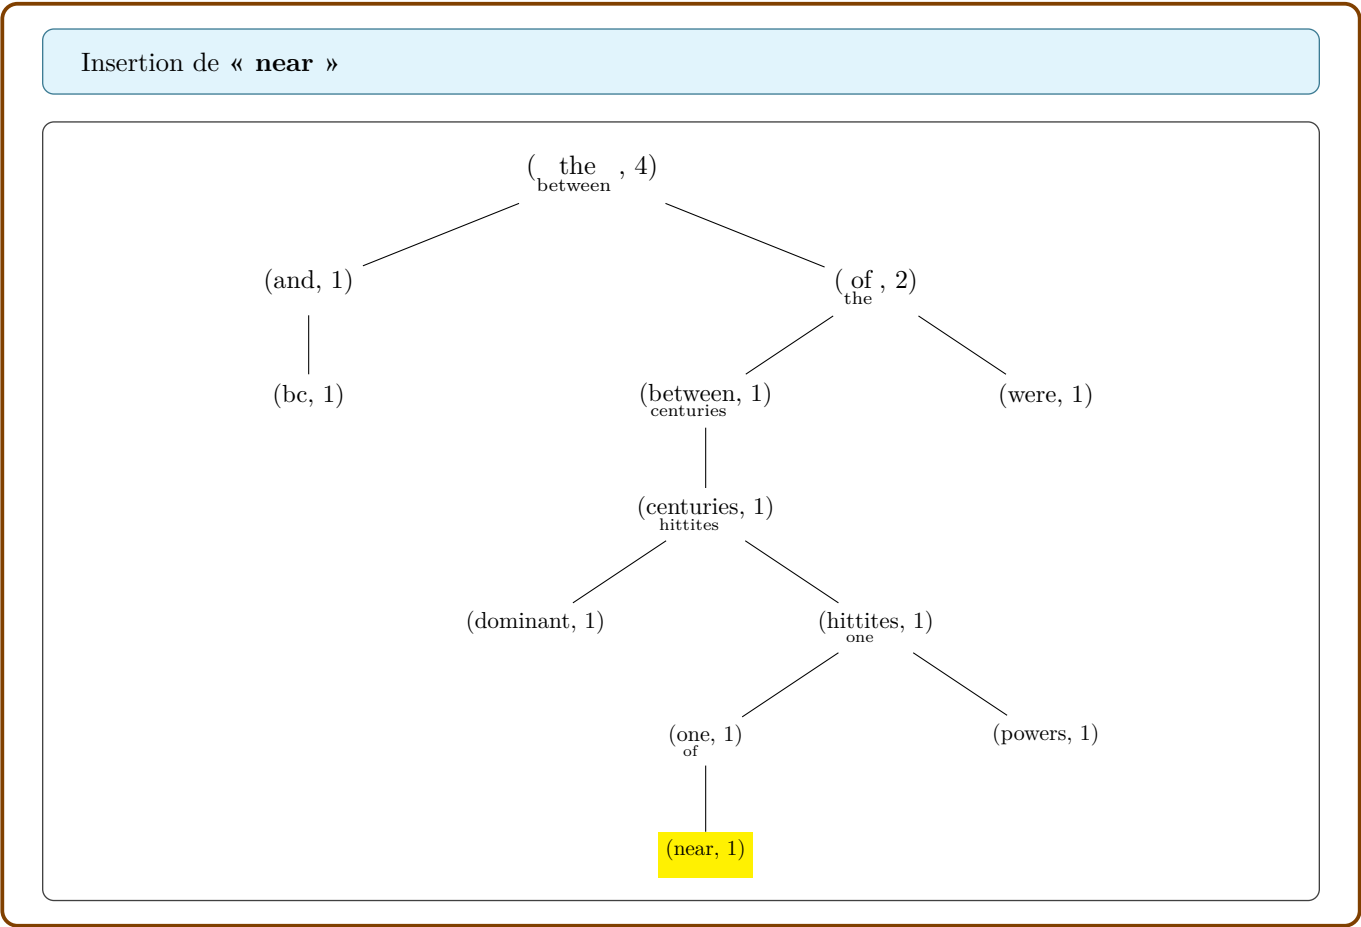 Insertion de « near »
( the , 4)
between
(and, 1)
( of , 2)
the
(bc, 1)
(between, 1)
centuries
(were, 1)
(centuries, 1)
hittites
(dominant, 1)
(hittites, 1)
one
(one, 1)
of
(powers, 1)
(near, 1)